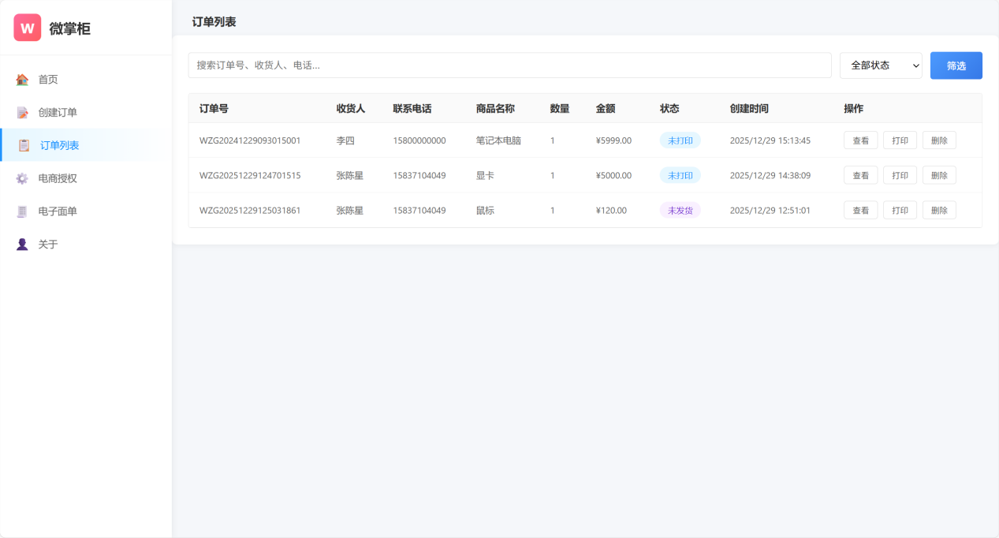 W 微掌柜
首页
创建订单
订单列表
电商授权
电子面单
关于
订单列表
搜索订单号、收货人、电话... 全部状态 筛选
订单号 收货人 联系电话 商品名称 数量 金额 状态 创建时间 操作
WZG20241229093015001 李四 15800000000 笔记本电脑 1 ¥5999.00 未打印 2025/12/29 15:13:45 查看 打印 删除
WZG20251229124701515 张陈星 15837104049 显卡 1 ¥5000.00 未打印 2025/12/29 14:38:09 查看 打印 删除
WZG20251229125031861 张陈星 15837104049 鼠标 1 ¥120.00 未发货 2025/12/29 12:51:01 查看 打印 删除